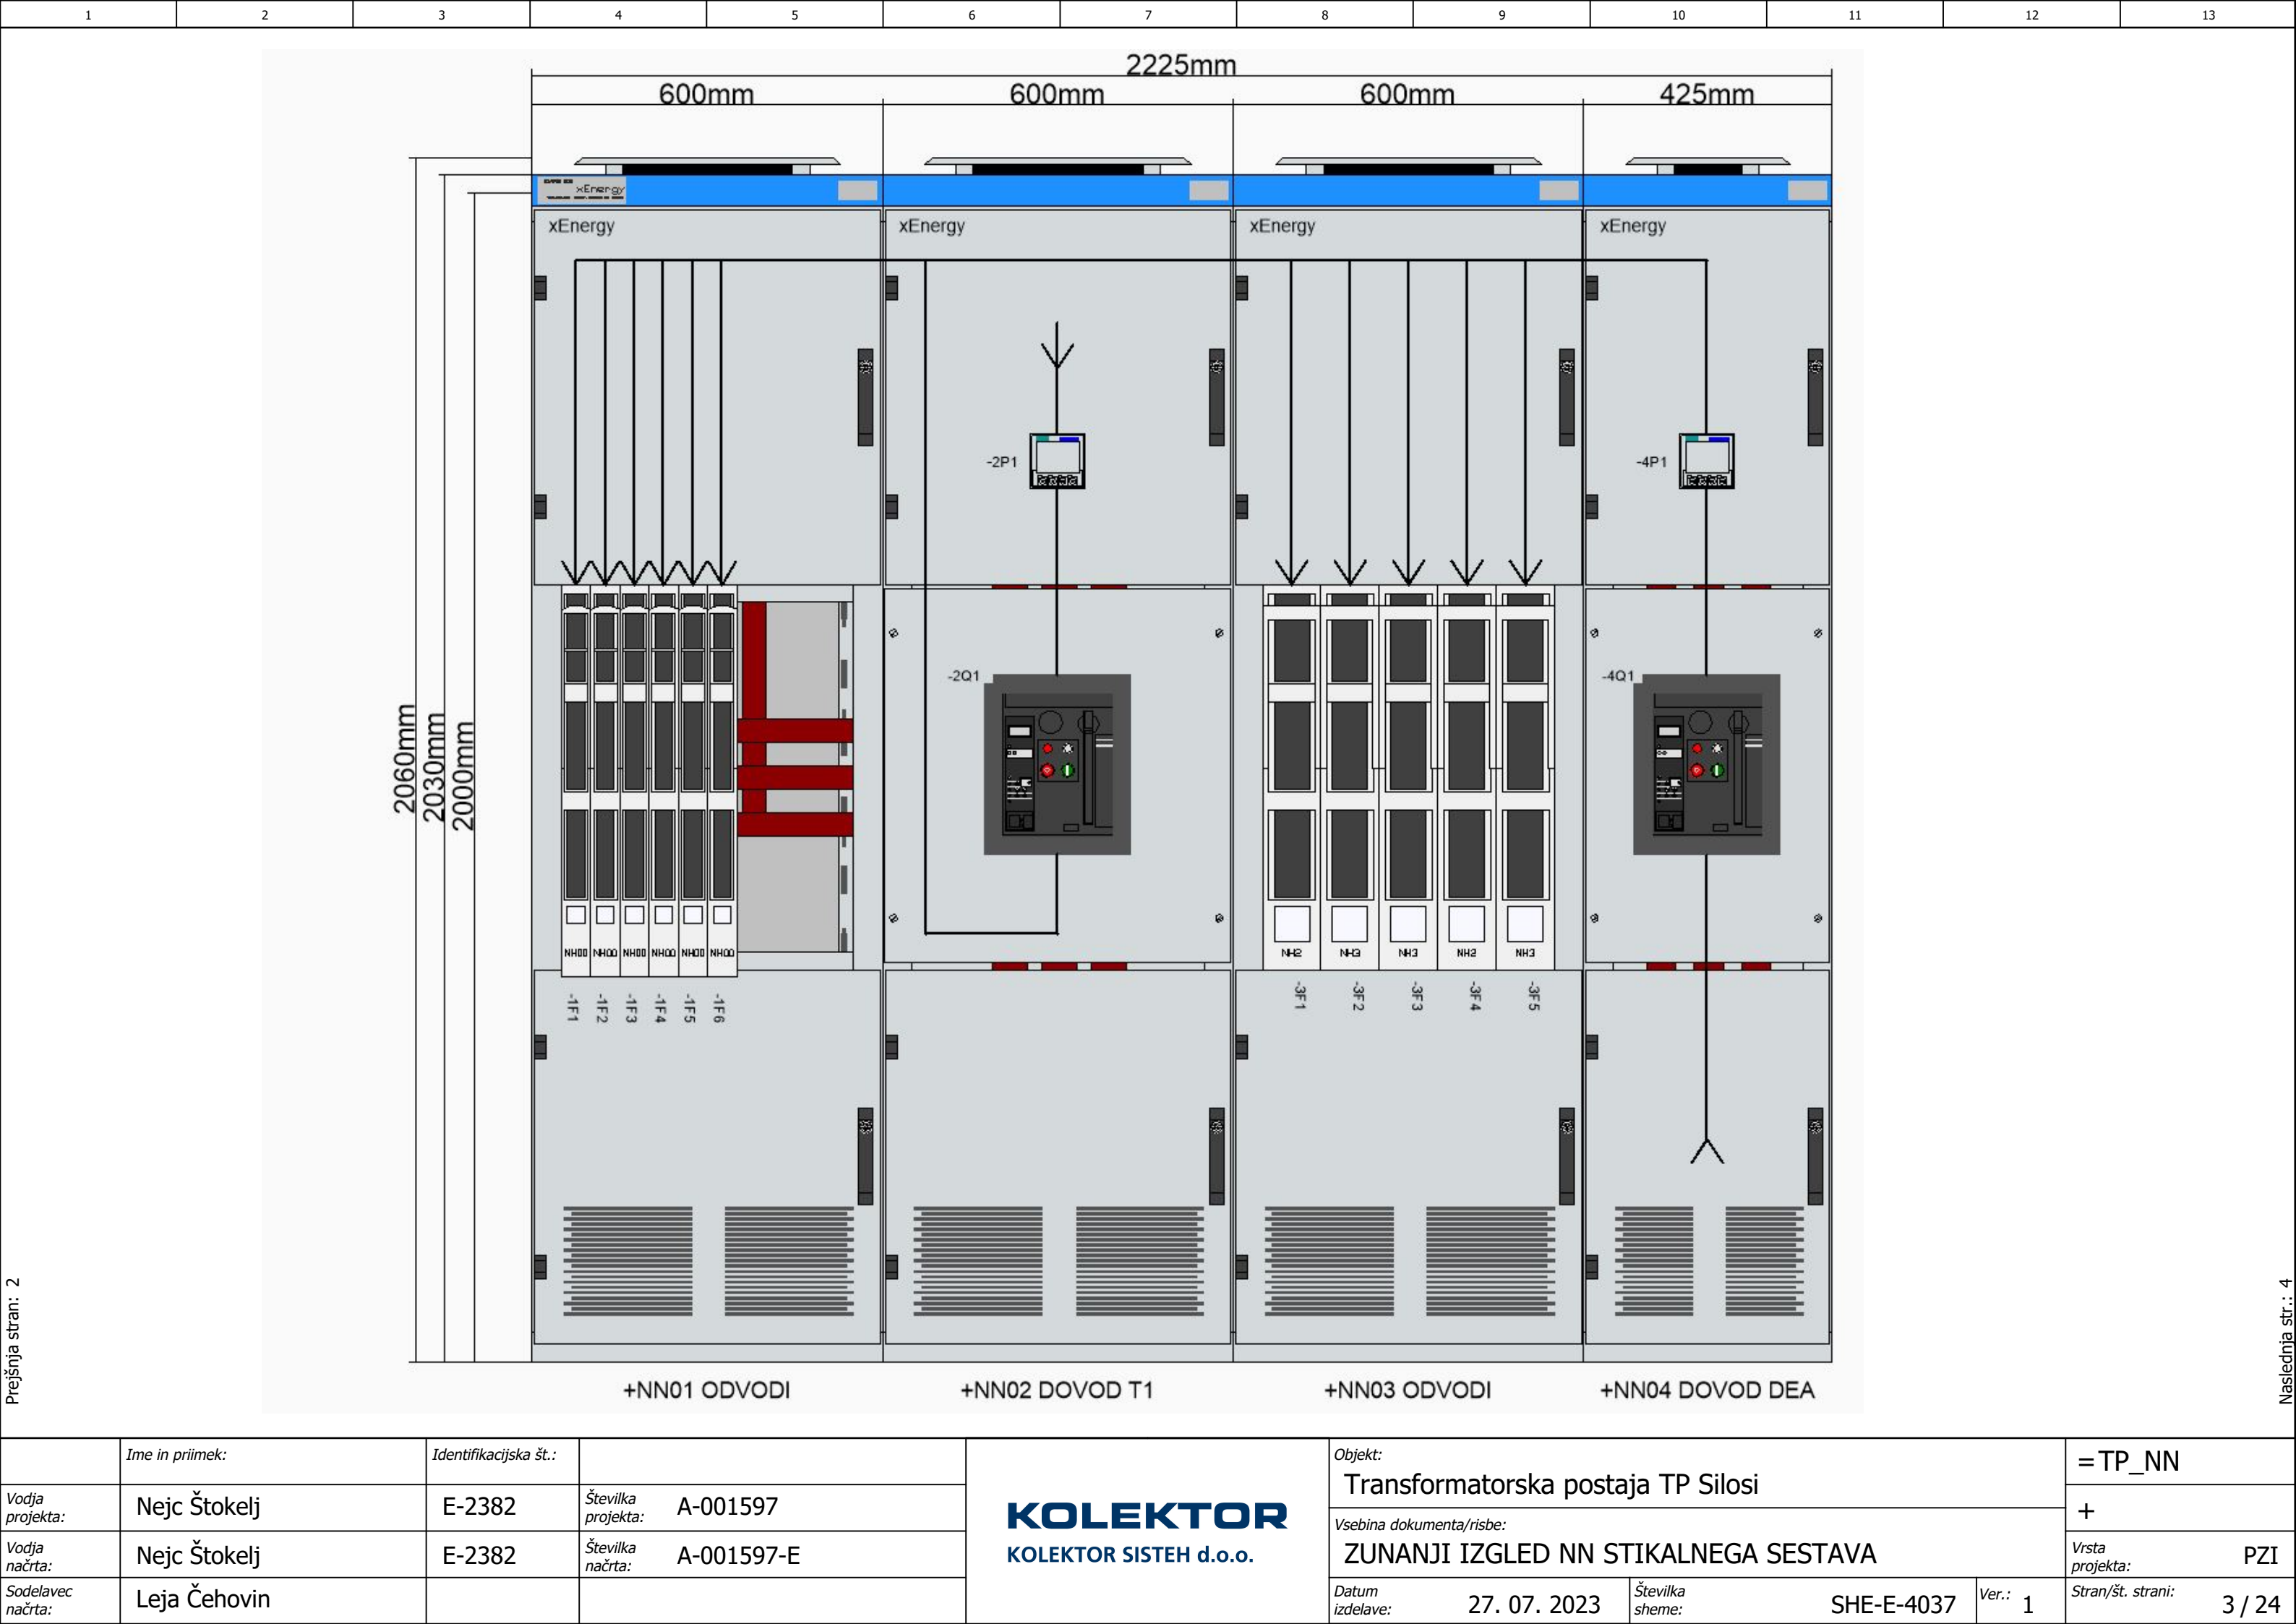 1 2 3 4 5 6 7 8 9 10 11 12 13
2225mm
600mm 600mm 600mm 425mm
xEnergy
xEnergy xEnergy xEnergy xEnergy
-2P1 -4P1
-2Q1 -4Q1
2060mm
2030mm
2000mm
NH00 NH00 NH00 NH00 NH00 NH00 NH2 NH3 NH3 NH2 NH3
-1F1 -1F2 -1F3 -1F4 -1F5 -1F6 -3F1 -3F2 -3F3 -3F4 -3F5
+NN01 ODVODI +NN02 DOVOD T1 +NN03 ODVODI +NN04 DOVOD DEA
Prejšnja stran: 2
Naslednja str.: 4
Ime in priimek: Identifikacijska št.:
Vodja projekta: Nejc Štokelj E-2382 Številka projekta: A-001597
Vodja načrta: Nejc Štokelj E-2382 Številka načrta: A-001597-E
Sodelavec načrta: Leja Čehovin
KOLEKTOR
KOLEKTOR SISTEH d.o.o.
Objekt:
Transformatorska postaja TP Silosi
Vsebina dokumenta/risbe:
ZUNANJI IZGLED NN STIKALNEGA SESTAVA
Datum izdelave: 27. 07. 2023 Številka sheme: SHE-E-4037 Ver.: 1
=TP_NN
+
Vrsta projekta: PZI
Stran/št. strani: 3 / 24